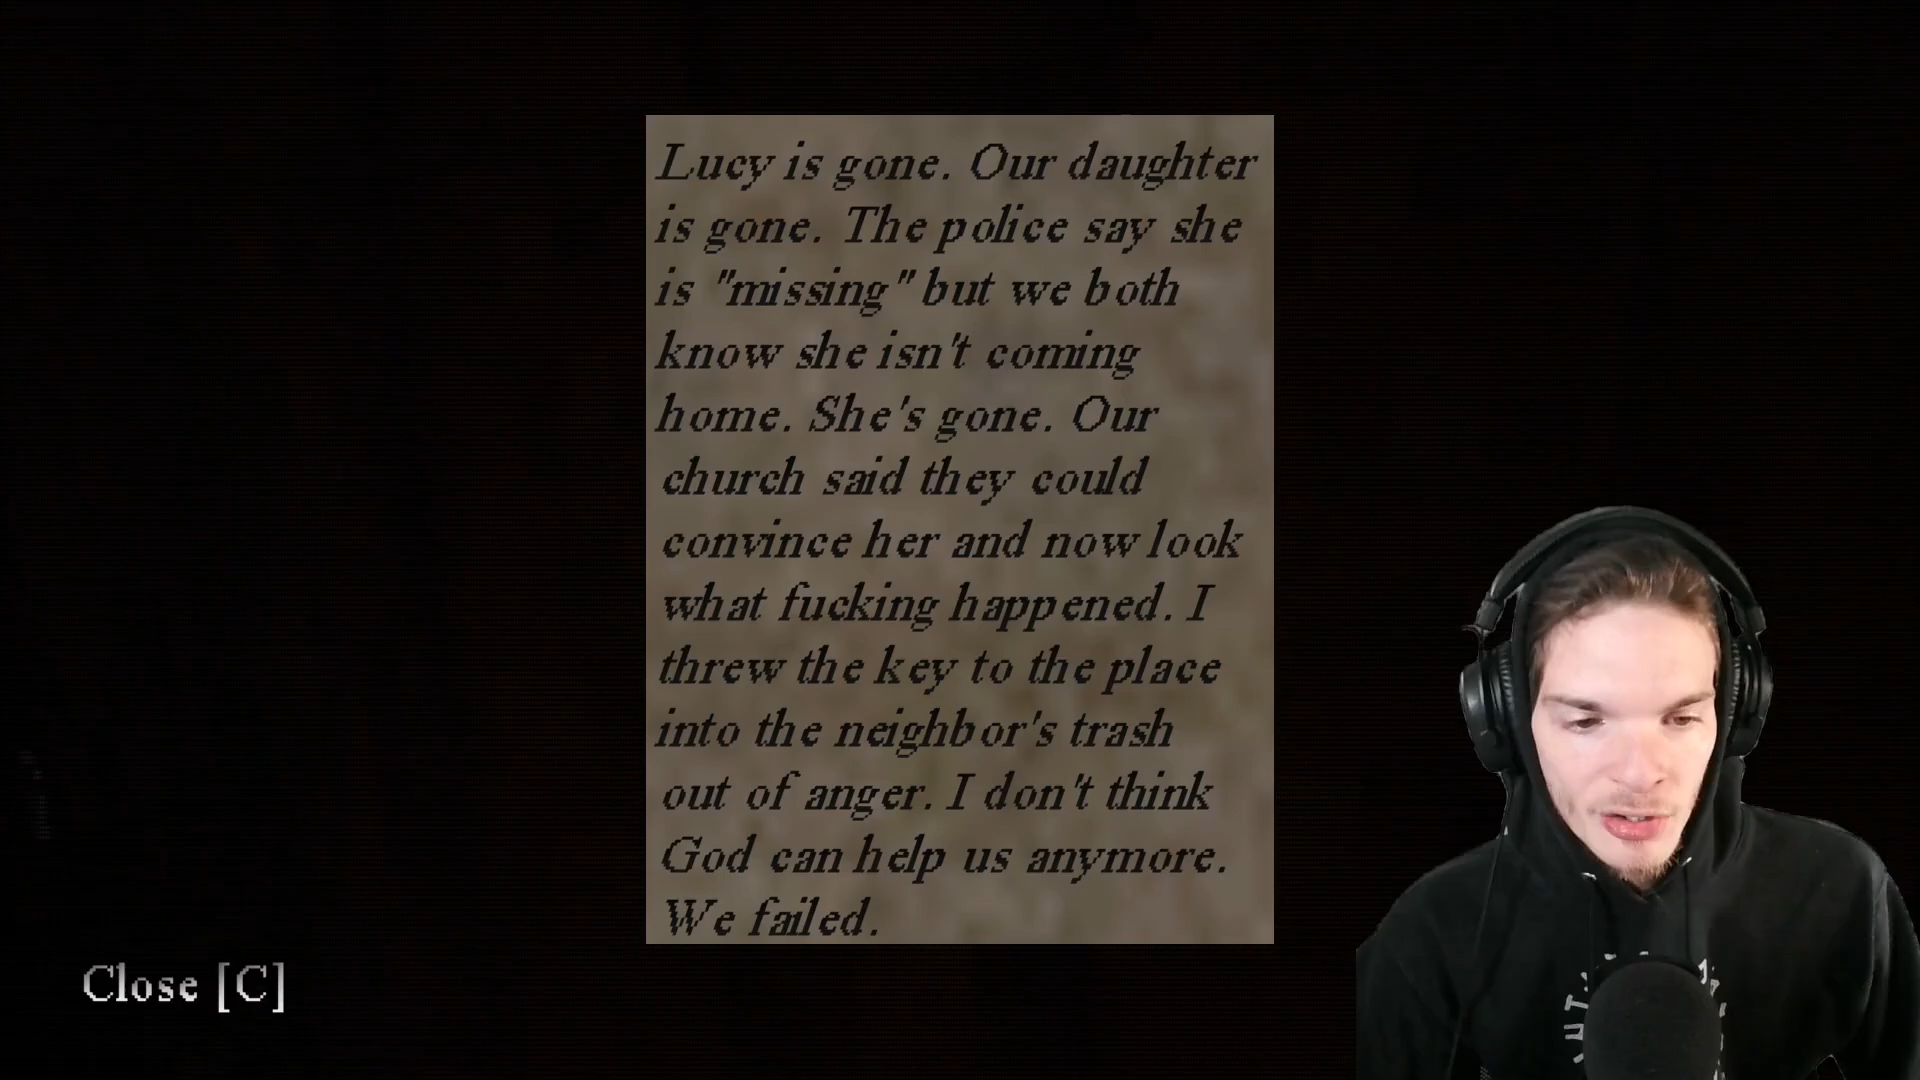 Lucy is gone. Our daughter
is gone. The police say she
is "missing" but we both
know she isn't coming
home. She's gone. Our
church said they could
convince her and now look
what fucking happened. I
threw the key to the place
into the neighbor's trash
out of anger. I don't think
God can help us anymore.
We failed.
Close [C]